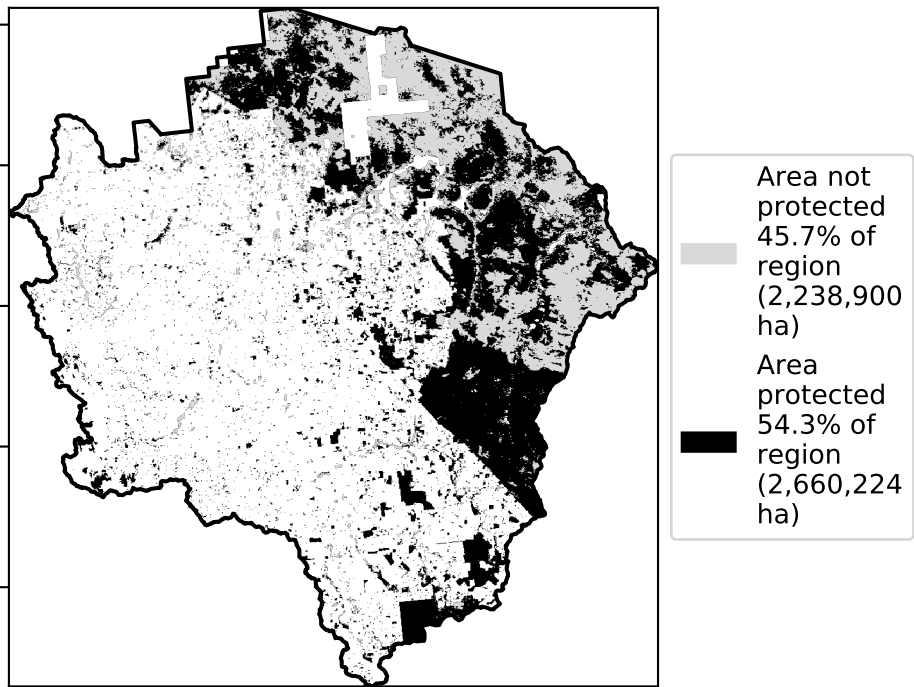 Area not
protected
45.7% of
region
(2,238,900
ha)
Area
protected
54.3% of
region
(2,660,224
ha)